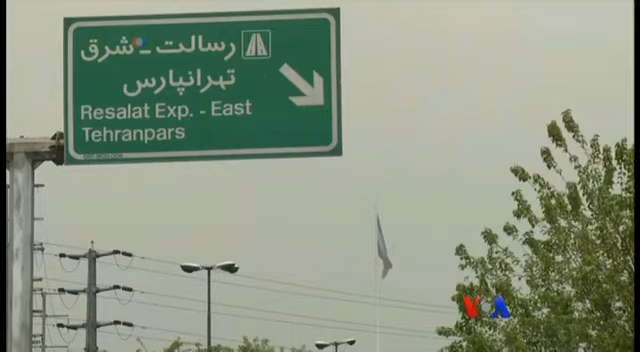 رسالت - شرق
تهرانپارس
Resalat Exp. - East
Tehranpars
VOA